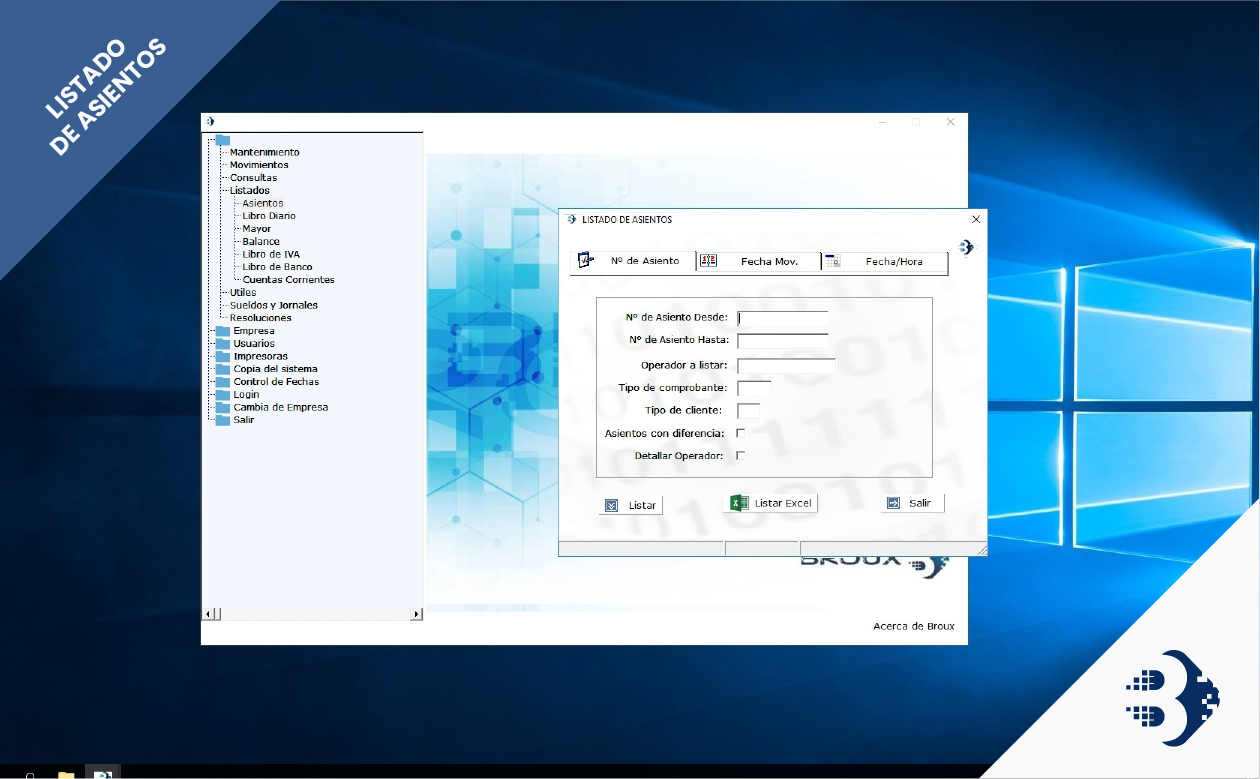 LISTADO
DE ASIENTOS
Mantenimiento
Movimientos
Consultas
Listados
Asientos
Libro Diario
Mayor
Balance
Libro de IVA
Libro de Banco
Cuentas Corrientes
Utiles
Sueldos y Jornales
Resoluciones
Empresa
Usuarios
Impresoras
Copia del sistema
Control de Fechas
Login
Cambia de Empresa
Salir
LISTADO DE ASIENTOS
Nº de Asiento
Fecha Mov.
Fecha/Hora
Nº de Asiento Desde:
Nº de Asiento Hasta:
Operador a listar:
Tipo de comprobante:
Tipo de cliente:
Asientos con diferencia:
Detallar Operador:
Listar
Listar Excel
Salir
BROUX
Acerca de Broux